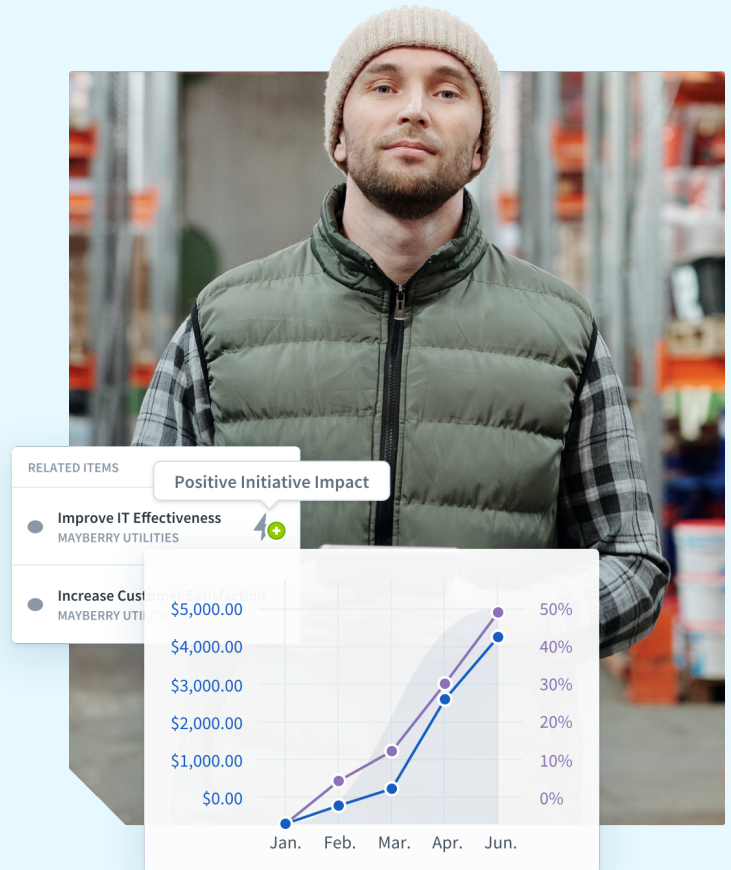 RELATED ITEMS
Positive Initiative Impact
Improve IT Effectiveness
MAYBERRY UTILITIES
Increase Customer Satisfaction
MAYBERRY
$5,000.00
$4,000.00
$3,000.00
$2,000.00
$1,000.00
$0.00
50%
40%
30%
20%
10%
0%
Jan. Feb. Mar. Apr. Jun.